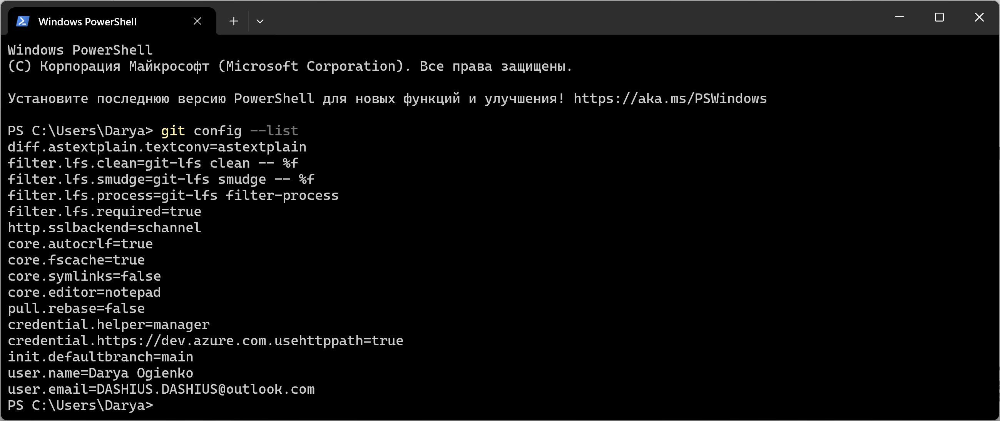 Windows PowerShell
Windows PowerShell
(C) Корпорация Майкрософт (Microsoft Corporation). Все права защищены.
Установите последнюю версию PowerShell для новых функций и улучшения! https://aka.ms/PSWindows
PS C:\Users\Darya> git config --list
diff.astextplain.textconv=astextplain
filter.lfs.clean=git-lfs clean -- %f
filter.lfs.smudge=git-lfs smudge -- %f
filter.lfs.process=git-lfs filter-process
filter.lfs.required=true
http.sslbackend=schannel
core.autocrlf=true
core.fscache=true
core.symlinks=false
core.editor=notepad
pull.rebase=false
credential.helper=manager
credential.https://dev.azure.com.usehttppath=true
init.defaultbranch=main
user.name=Darya Ogienko
user.email=DASHIUS.DASHIUS@outlook.com
PS C:\Users\Darya>